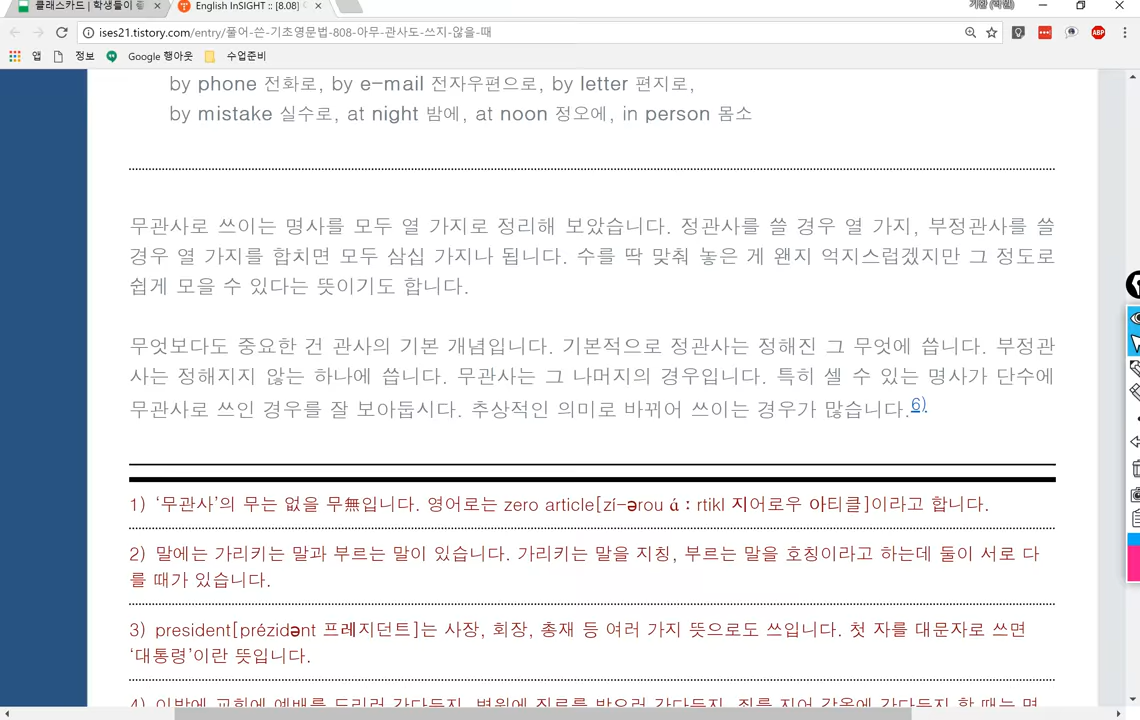 클래스카드 | 학생들이 좋
English InSIGHT :: [8.08]
ises21.tistory.com/entry/풀어-쓴-기초영문법-808-아무-관사도-쓰지-않을-때
ABP
앱 정보 Google 행아웃 수업준비
by phone 전화로, by e-mail 전자우편으로, by letter 편지로,
by mistake 실수로, at night 밤에, at noon 정오에, in person 몸소
무관사로 쓰이는 명사를 모두 열 가지로 정리해 보았습니다. 정관사를 쓸 경우 열 가지, 부정관사를 쓸
경우 열 가지를 합치면 모두 삼십 가지나 됩니다. 수를 딱 맞춰 놓은 게 왠지 억지스럽겠지만 그 정도로
쉽게 모을 수 있다는 뜻이기도 합니다.
무엇보다도 중요한 건 관사의 기본 개념입니다. 기본적으로 정관사는 정해진 그 무엇에 씁니다. 부정관
사는 정해지지 않는 하나에 씁니다. 무관사는 그 나머지의 경우입니다. 특히 셀 수 있는 명사가 단수에
무관사로 쓰인 경우를 잘 보아둡시다. 추상적인 의미로 바뀌어 쓰이는 경우가 많습니다.6)
1) ‘무관사’의 무는 없을 무無입니다. 영어로는 zero article[zí-ərou ɑ́ : rtikl 지어로우 아티클]이라고 합니다.
2) 말에는 가리키는 말과 부르는 말이 있습니다. 가리키는 말을 지칭, 부르는 말을 호칭이라고 하는데 둘이 서로 다
를 때가 있습니다.
3) president[prézidənt 프레지던트]는 사장, 회장, 총재 등 여러 가지 뜻으로도 쓰입니다. 첫 자를 대문자로 쓰면
‘대통령’이란 뜻입니다.